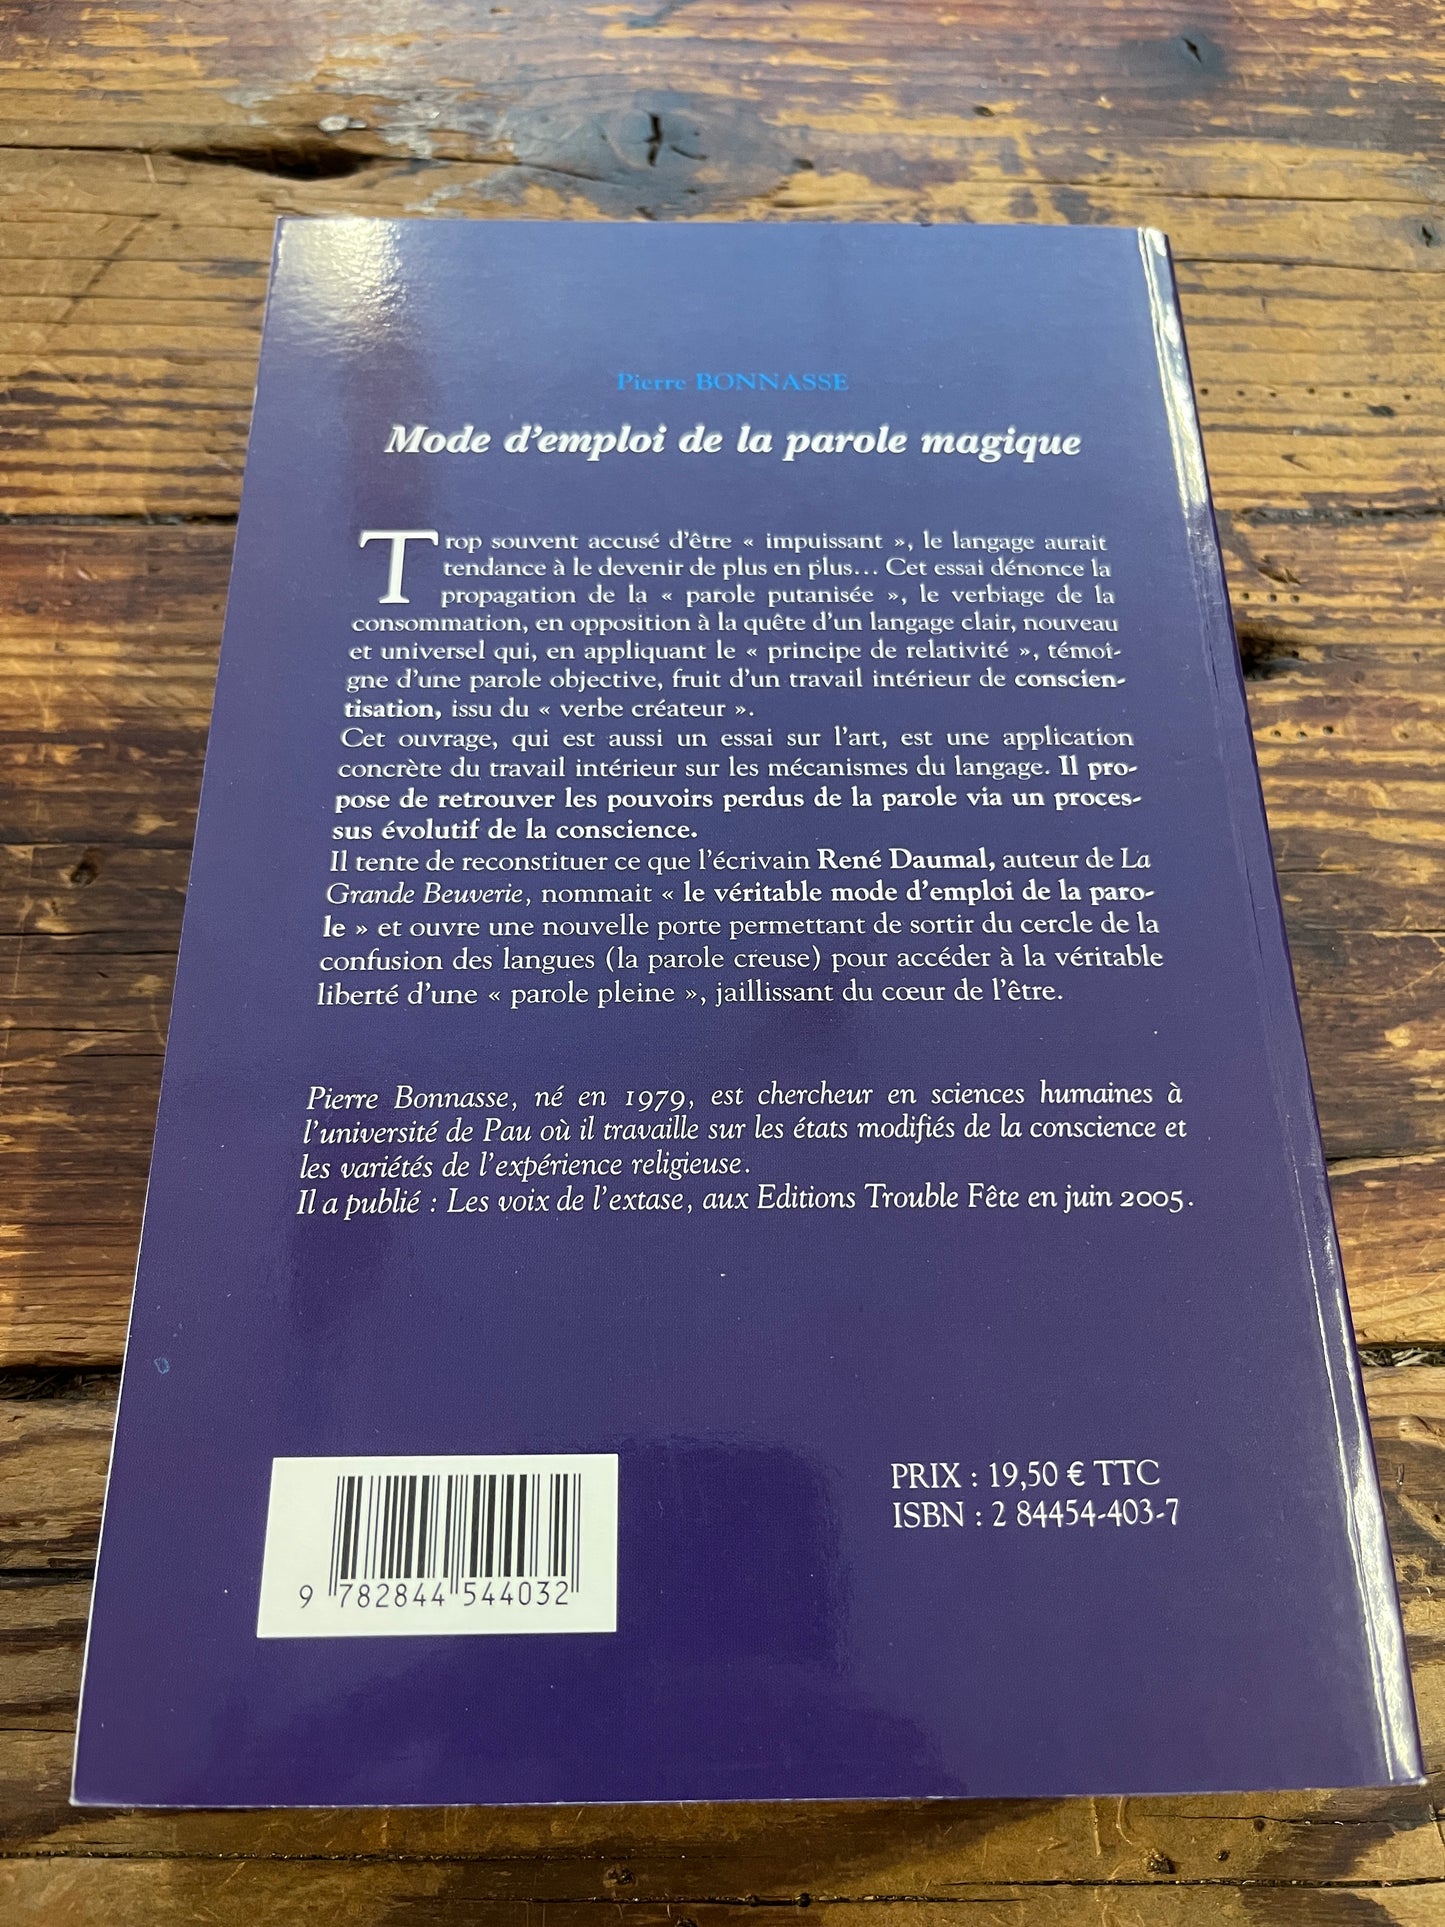 Pierre BONNASSE
Mode d'emploi de la parole magique
Trop souvent accusé d'être « impuissant », le langage aurait
tendance à le devenir de plus en plus... Cet essai dénonce la
propagation de la « parole putanisée », le verbiage de la
consommation, en opposition à la quête d'un langage clair, nouveau
et universel qui, en appliquant le « principe de relativité », témoi-
gne d'une parole objective, fruit d'un travail intérieur de conscien-
tisation, issu du « verbe créateur ».
Cet ouvrage, qui est aussi un essai sur l'art, est une application
concrète du travail intérieur sur les mécanismes du langage. Il pro-
pose de retrouver les pouvoirs perdus de la parole via un proces-
sus évolutif de la conscience.
Il tente de reconstituer ce que l'écrivain René Daumal, auteur de La
Grande Beuverie, nommait « le véritable mode d'emploi de la paro-
le » et ouvre une nouvelle porte permettant de sortir du cercle de la
confusion des langues (la parole creuse) pour accéder à la véritable
liberté d'une « parole pleine », jaillissant du cœur de l'être.
Pierre Bonnasse, né en 1979, est chercheur en sciences humaines à
l'université de Pau où il travaille sur les états modifiés de la conscience et
les variétés de l'expérience religieuse.
Il a publié : Les voix de l'extase, aux Editions Trouble Fête en juin 2005.
PRIX : 19,50 € TTC
ISBN : 2 84454-403-7
9 782844 544032